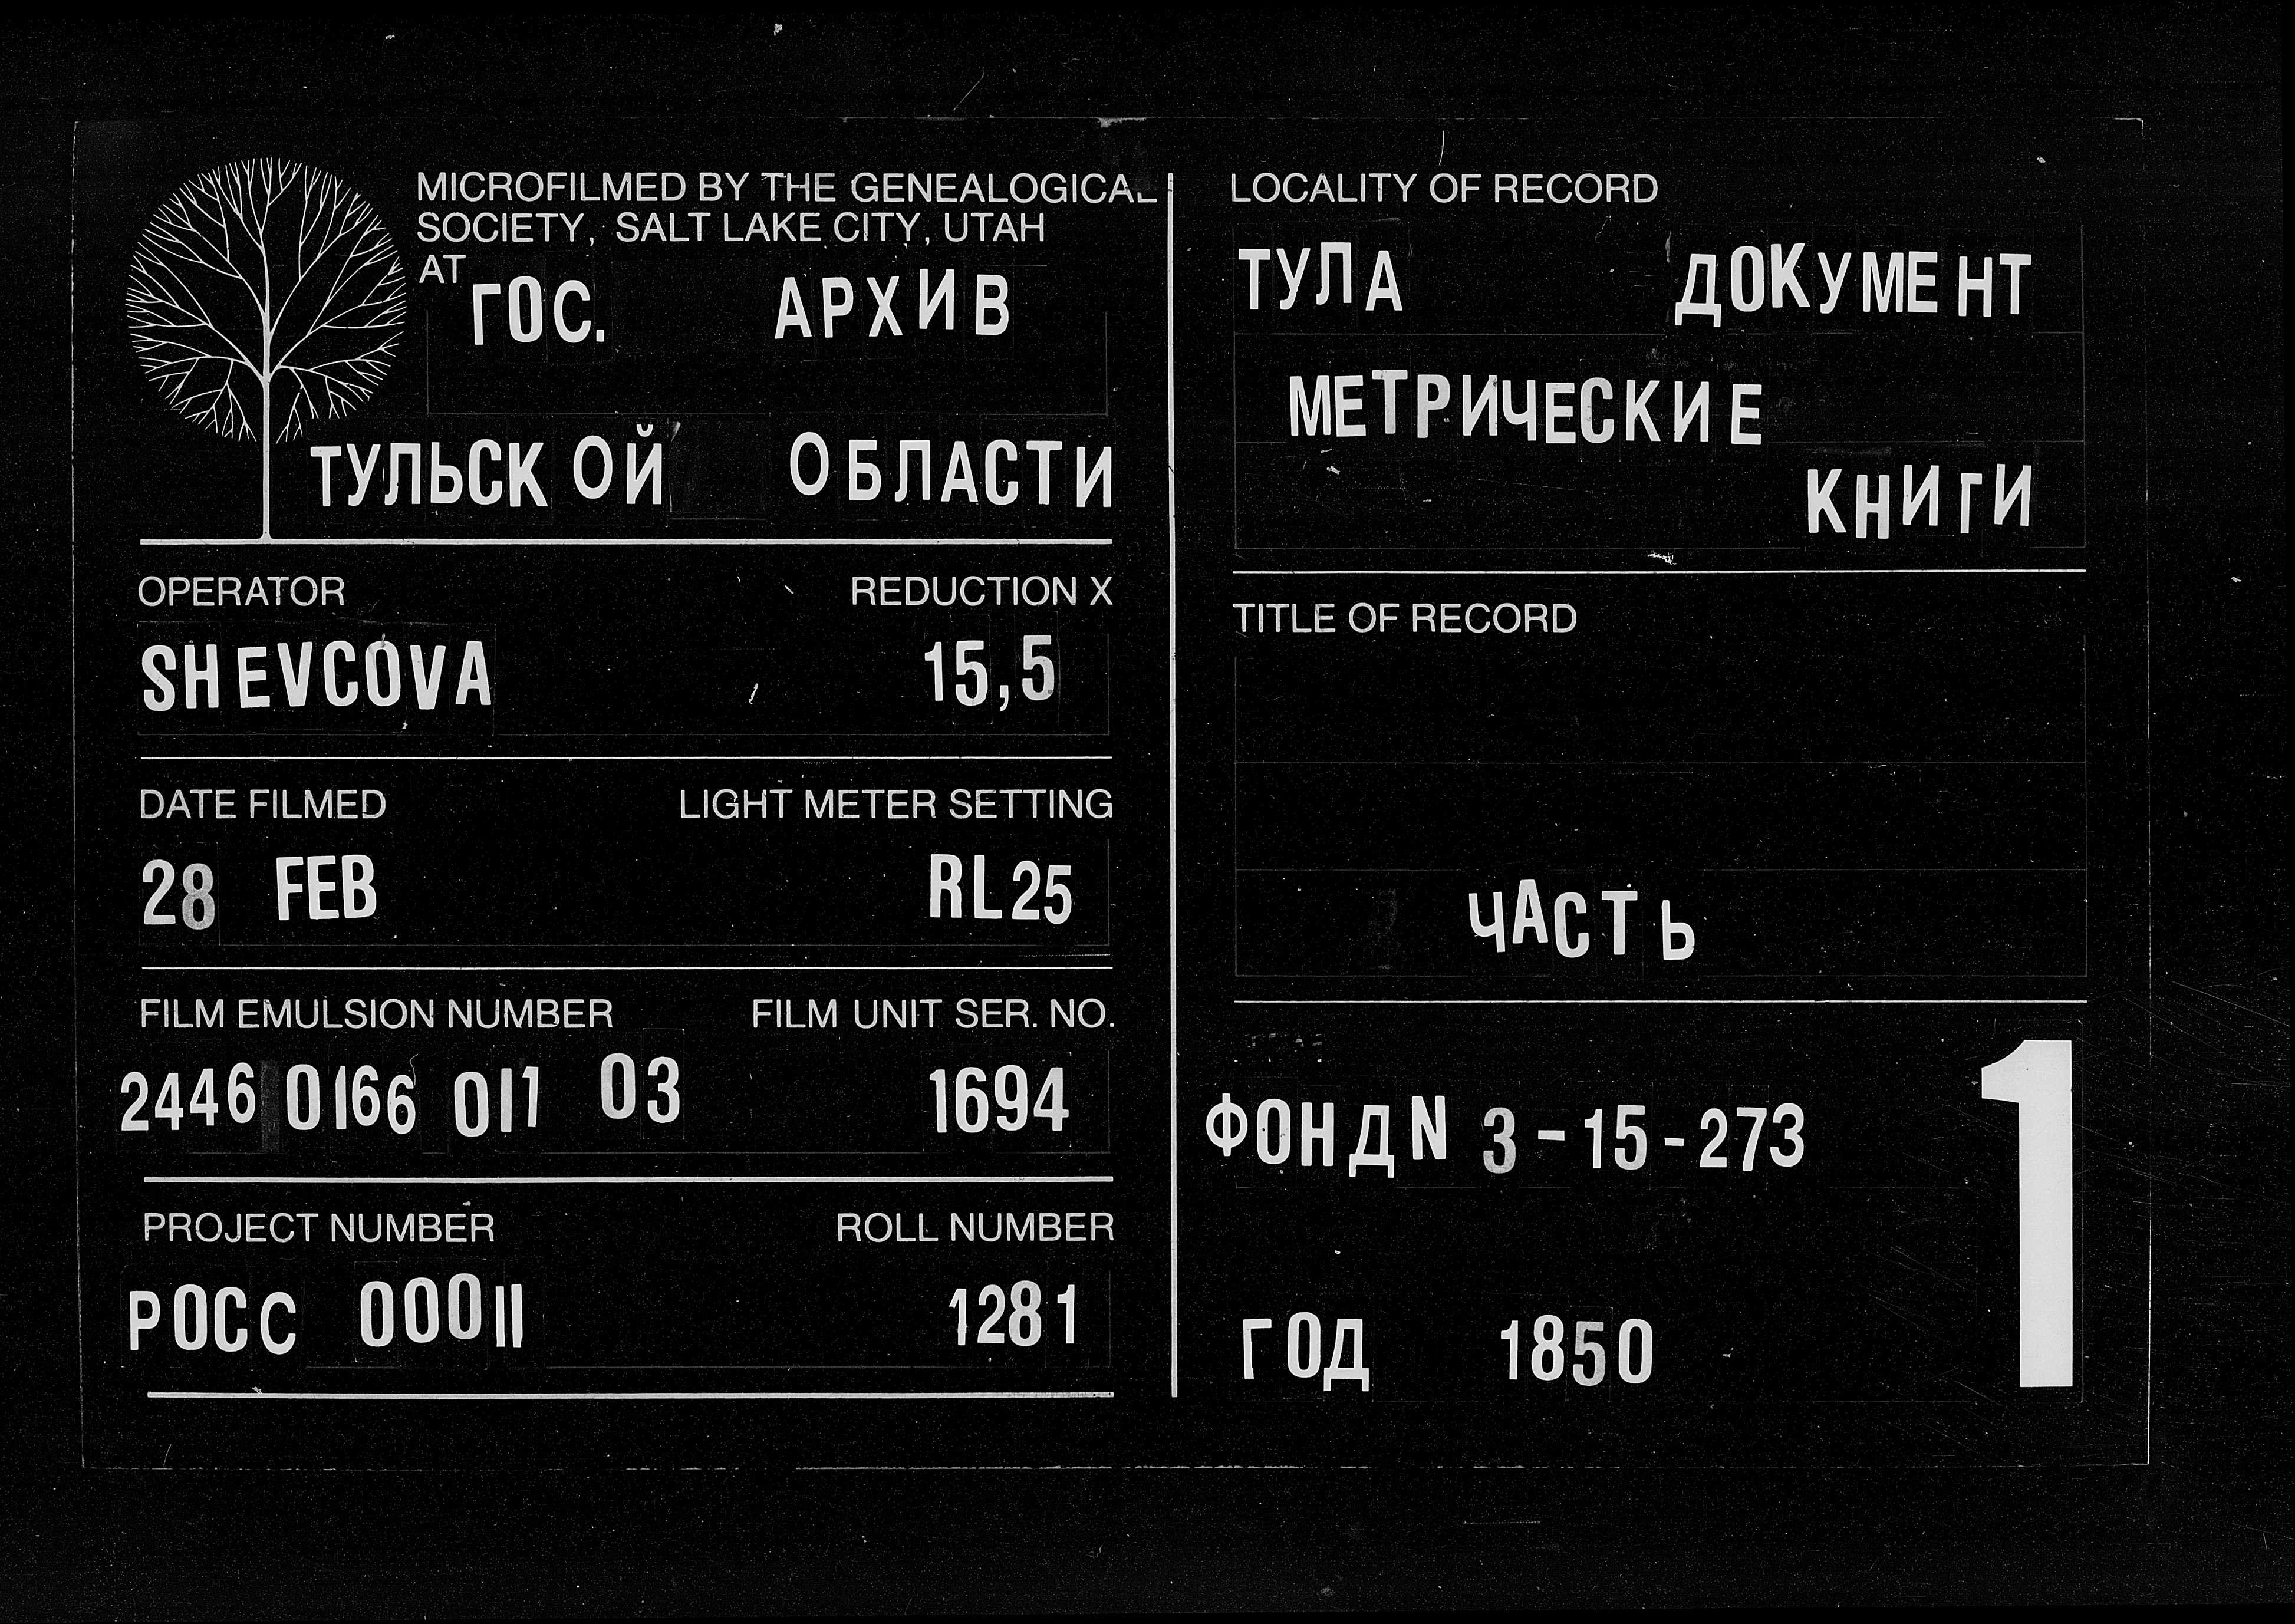 MICROFILMED BY THE GENEALOGICAL
SOCIETY, SALT LAKE CITY, UTAH
AT
ГОС. АРХИВ
ТУЛЬСКОЙ ОБЛАСТИ
OPERATOR REDUCTION X
SHEVCOVA 15,5
DATE FILMED LIGHT METER SETTING
28 FEB RL25
FILM EMULSION NUMBER FILM UNIT SER. NO.
2446 0166 011 03 1694
PROJECT NUMBER ROLL NUMBER
РОСС 00011 1281
LOCALITY OF RECORD
ТУЛА ДОКУМЕНТ
МЕТРИЧЕСКИЕ
КНИГИ
TITLE OF RECORD
ЧАСТЬ
ФОНД N 3-15-273
1
ГОД 1850